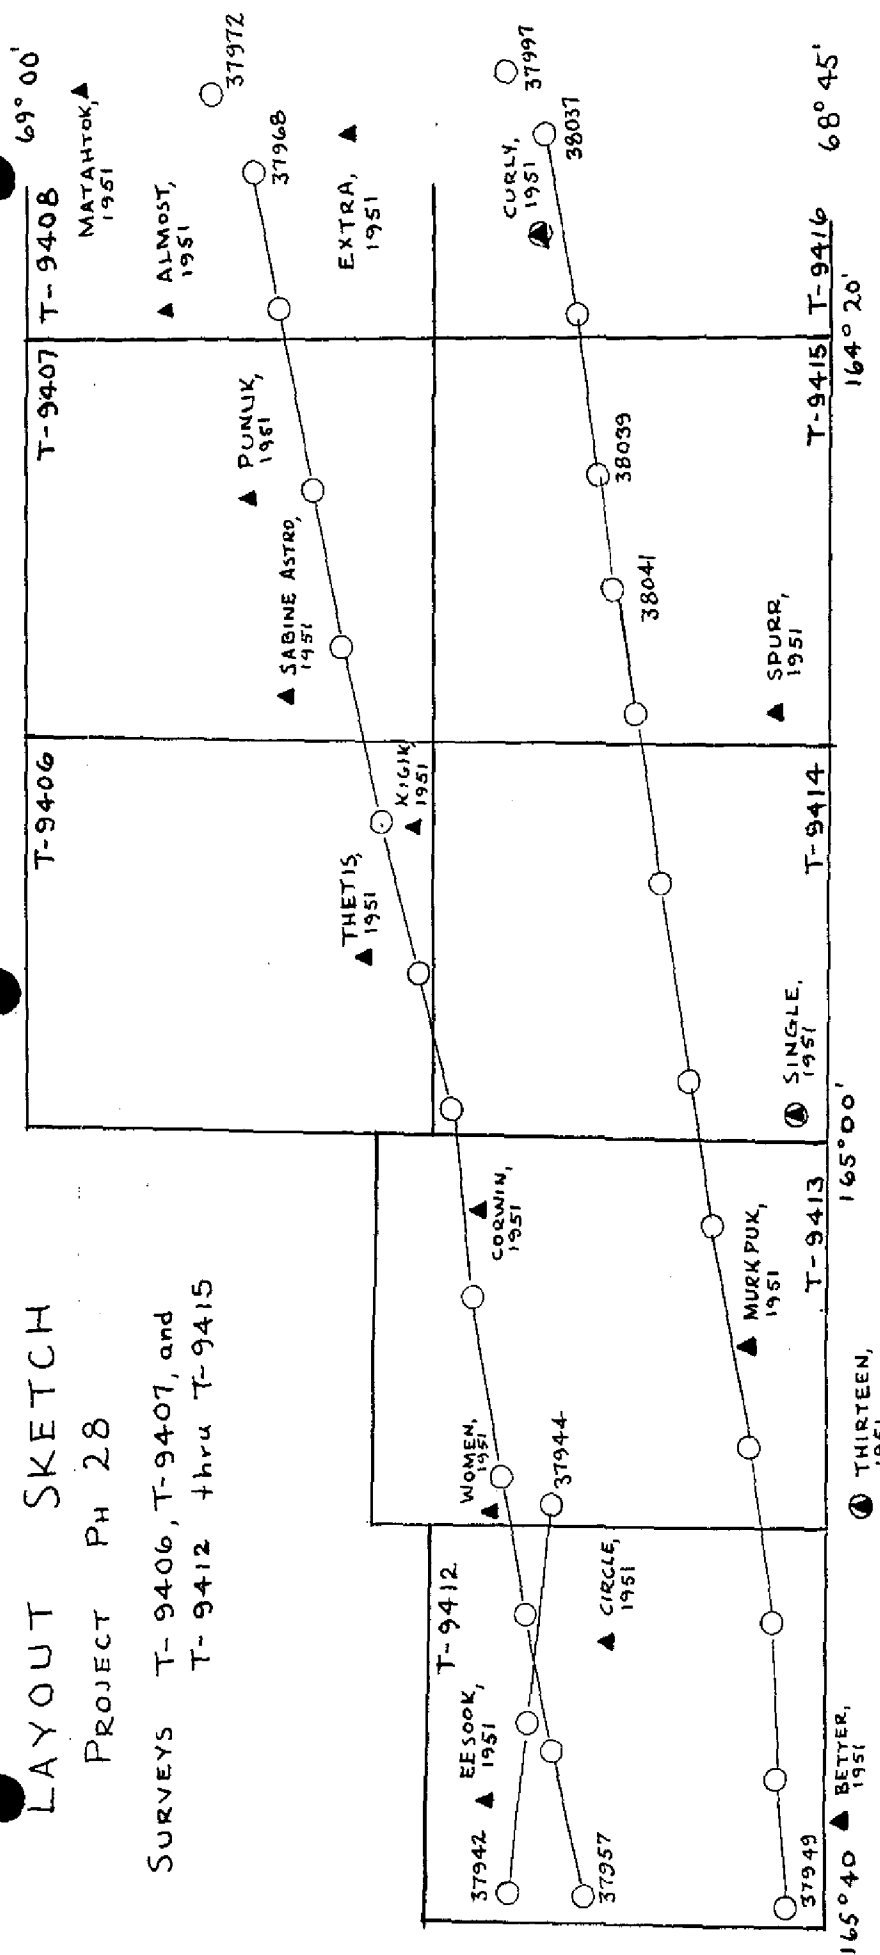 LAYOUT SKETCH
PROJECT PH 28
SURVEYS T-9406, T-9407, and
T-9412 thru T-9415
T-9406
T-9407
T-9408
69° 00'
MATAHTOK,
1951
ALMOST,
1951
37972
37968
EXTRA,
1951
PUNUK,
1951
SABINE ASTRO,
1951
KIGIK,
1951
THETIS,
1951
CURLY,
1951
37997
38037
38039
38041
SPURR,
1951
SINGLE,
1951
CORWIN,
1951
MURKPUK,
1951
WOMEN,
1951
37944
T-9412
CIRCLE,
1951
EESOOK,
1951
37942
37957
37949
T-9413
T-9414
T-9415
T-9416
68° 45'
165° 40'
BETTER,
1951
THIRTEEN,
1951
165° 00'
164° 20'